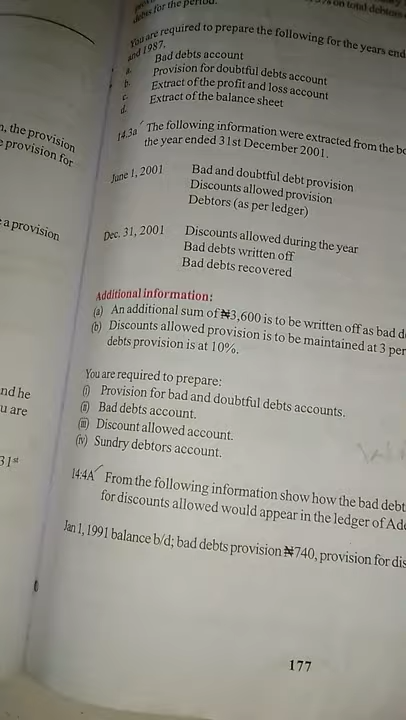 debts for the period.
% on total debtors
You are required to prepare the following for the years end
and 1987.
a. Bad debts account
b. Provision for doubtful debts account
c. Extract of the profit and loss account
d. Extract of the balance sheet
14.3a The following information were extracted from the bo
the year ended 31st December 2001.
June 1, 2001 Bad and doubtful debt provision
Discounts allowed provision
Debtors (as per ledger)
Dec. 31, 2001 Discounts allowed during the year
Bad debts written off
Bad debts recovered
Additional information:
(a) An additional sum of ₦3,600 is to be written off as bad d
(b) Discounts allowed provision is to be maintained at 3 per
debts provision is at 10%.
You are required to prepare:
(i) Provision for bad and doubtful debts accounts.
(ii) Bad debts account.
(iii) Discount allowed account.
(iv) Sundry debtors account.
14:4A From the following information show how the bad debt
for discounts allowed would appear in the ledger of Ade
Jan 1, 1991 balance b/d; bad debts provision ₦740, provision for dis
177
, the provision
e provision for
a provision
nd he
u are
31st